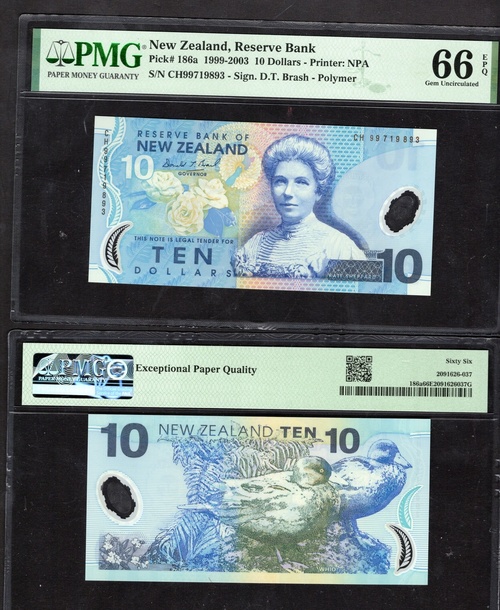 PMG
PAPER MONEY GUARANTY
New Zealand, Reserve Bank
Pick# 186a 1999-2003 10 Dollars - Printer: NPA
S/N CH99719893 - Sign. D.T. Brash - Polymer
66 EPQ
Gem Uncirculated
RESERVE BANK OF
NEW ZEALAND
10
GOVERNOR
CH 99719893
CH99719893
THIS NOTE IS LEGAL TENDER FOR
TEN
DOLLARS
KATE SHEPPARD
10
PMG
PAPER MONEY GUARANTY
Exceptional Paper Quality
Sixty Six
2091626-037
186a66E2091626037G
10 NEW ZEALAND TEN 10
WHIO